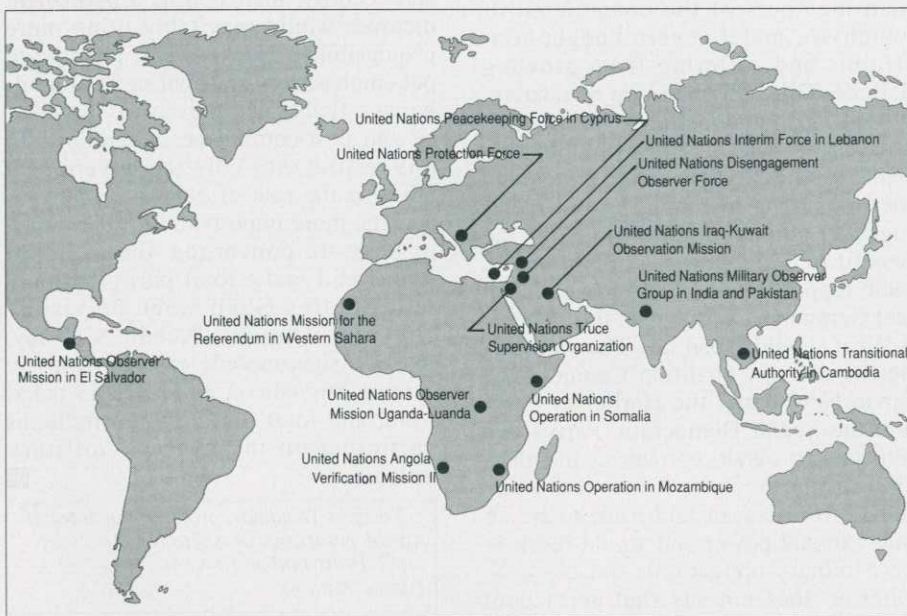 United Nations Peacekeeping Force in Cyprus
United Nations Interim Force in Lebanon
United Nations Protection Force
United Nations Disengagement
Observer Force
United Nations Iraq-Kuwait
Observation Mission
United Nations Military Observer
Group in India and Pakistan
United Nations Mission for the
Referendum in Western Sahara
United Nations Truce
Supervision Organization
United Nations Observer
Mission in El Salvador
United Nations Transitional
Authority in Cambodia
United Nations Observer
Mission Uganda-Luanda
United Nations
Operation in Somalia
United Nations Angola
Verification Mission II
United Nations Operation in Mozambique